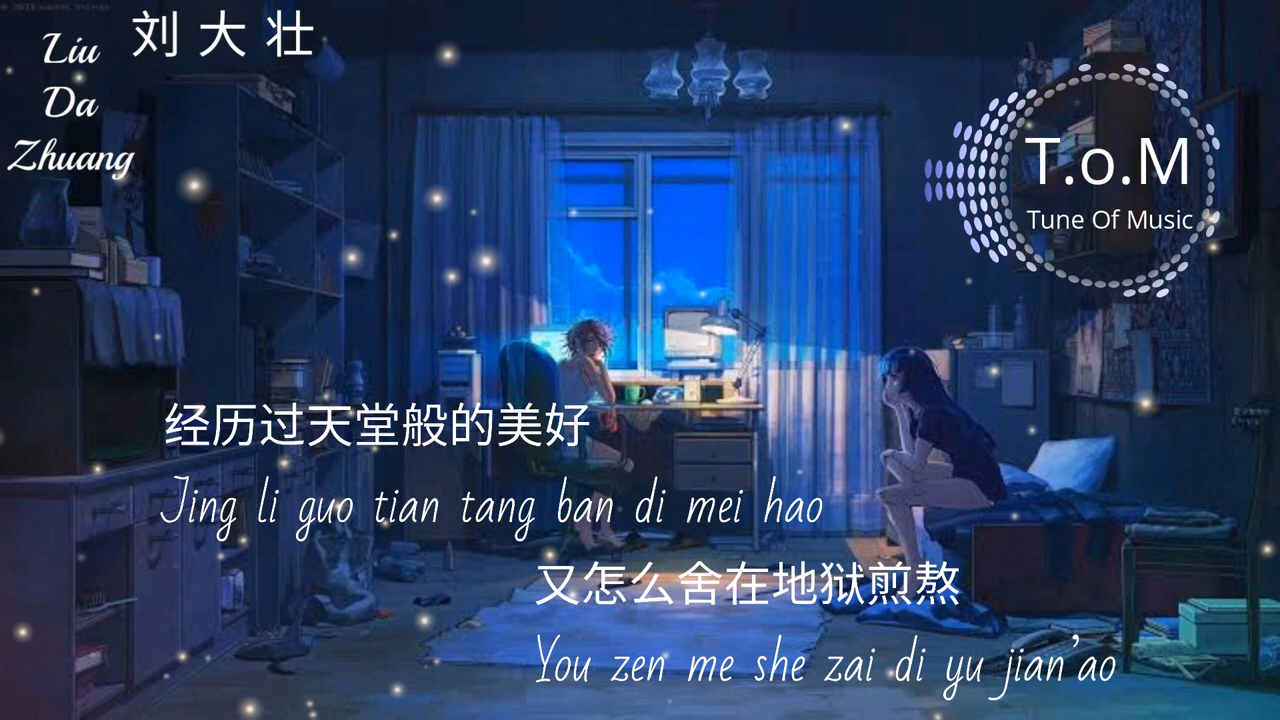 刘大壮
Liu
Da
Zhuang
T.o.M
Tune Of Music
经历过天堂般的美好
Jing li guo tian tang ban di mei hao
又怎么舍在地狱煎熬
You zen me she zai di yu jian’ao